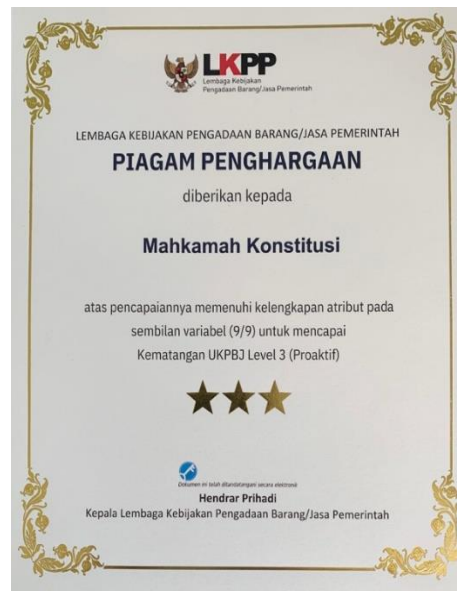 LKPP
Lembaga Kebijakan
Pengadaan Barang/Jasa Pemerintah
LEMBAGA KEBIJAKAN PENGADAAN BARANG/JASA PEMERINTAH
PIAGAM PENGHARGAAN
diberikan kepada
Mahkamah Konstitusi
atas pencapaiannya memenuhi kelengkapan atribut pada
sembilan variabel (9/9) untuk mencapai
Kematangan UKPBJ Level 3 (Proaktif)
Dokumen ini telah ditandatangani secara elektronik
Hendrar Prihadi
Kepala Lembaga Kebijakan Pengadaan Barang/Jasa Pemerintah